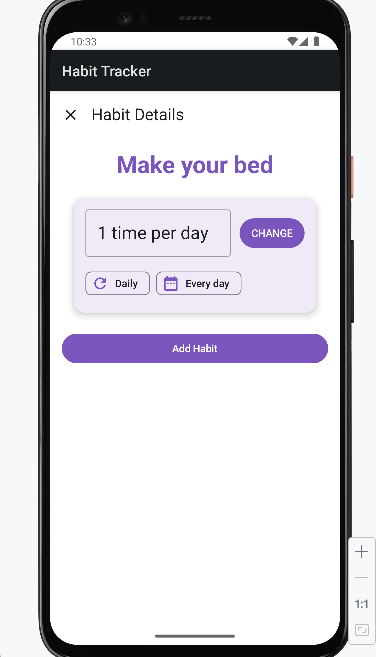 10:33
Habit Tracker
Habit Details
Make your bed
1 time per day
CHANGE
Daily
Every day
Add Habit
1:1